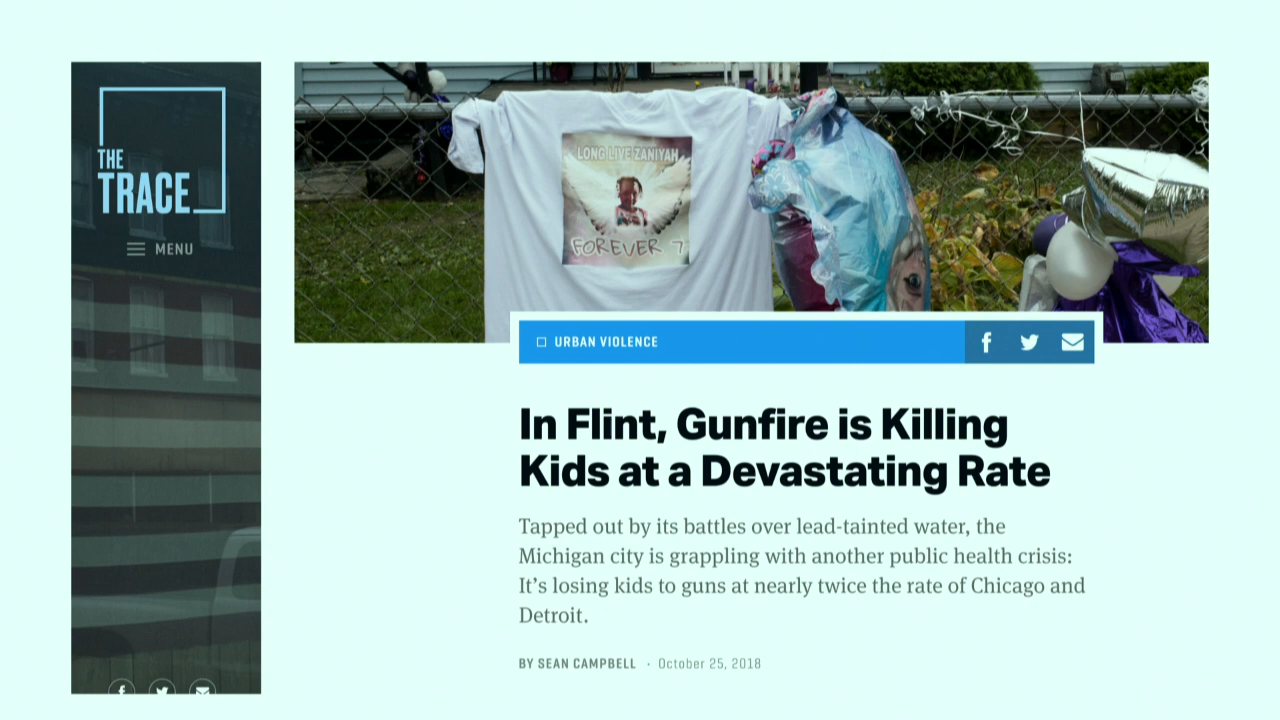 THE
TRACE
MENU
LONG LIVE ZANIYAH
FOREVER 7
URBAN VIOLENCE
In Flint, Gunfire is Killing
Kids at a Devastating Rate
Tapped out by its battles over lead-tainted water, the
Michigan city is grappling with another public health crisis:
It’s losing kids to guns at nearly twice the rate of Chicago and
Detroit.
BY SEAN CAMPBELL · October 25, 2018